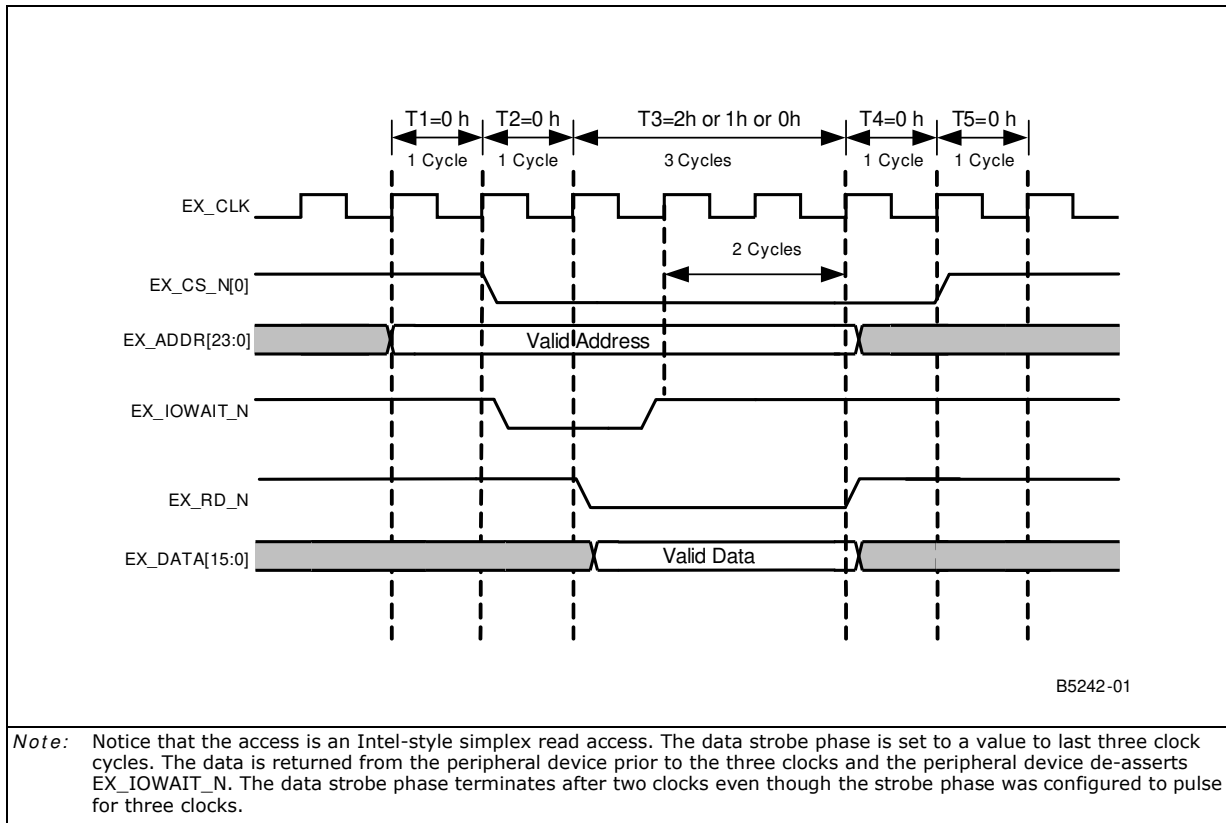 T1=0 h T2=0 h T3=2h or 1h or 0h T4=0 h T5=0 h
1 Cycle 1 Cycle 3 Cycles 1 Cycle 1 Cycle
EX_CLK
2 Cycles
EX_CS_N[0]
EX_ADDR[23:0] Valid Address
EX_IOWAIT_N
EX_RD_N
EX_DATA[15:0] Valid Data
B5242-01
Note: Notice that the access is an Intel-style simplex read access. The data strobe phase is set to a value to last three clock
cycles. The data is returned from the peripheral device prior to the three clocks and the peripheral device de-asserts
EX_IOWAIT_N. The data strobe phase terminates after two clocks even though the strobe phase was configured to pulse
for three clocks.